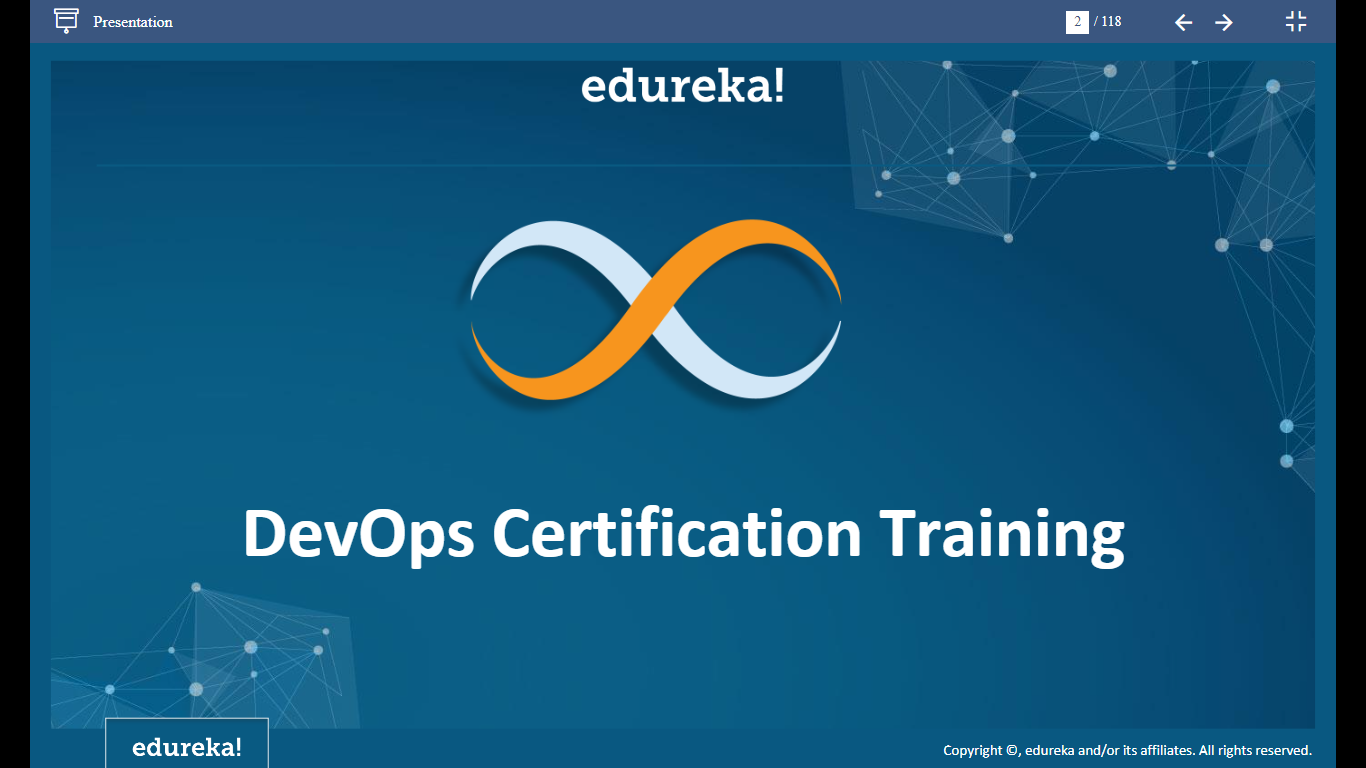 Presentation
2 / 118
edureka!
DevOps Certification Training
edureka!
Copyright ©, edureka and/or its affiliates. All rights reserved.